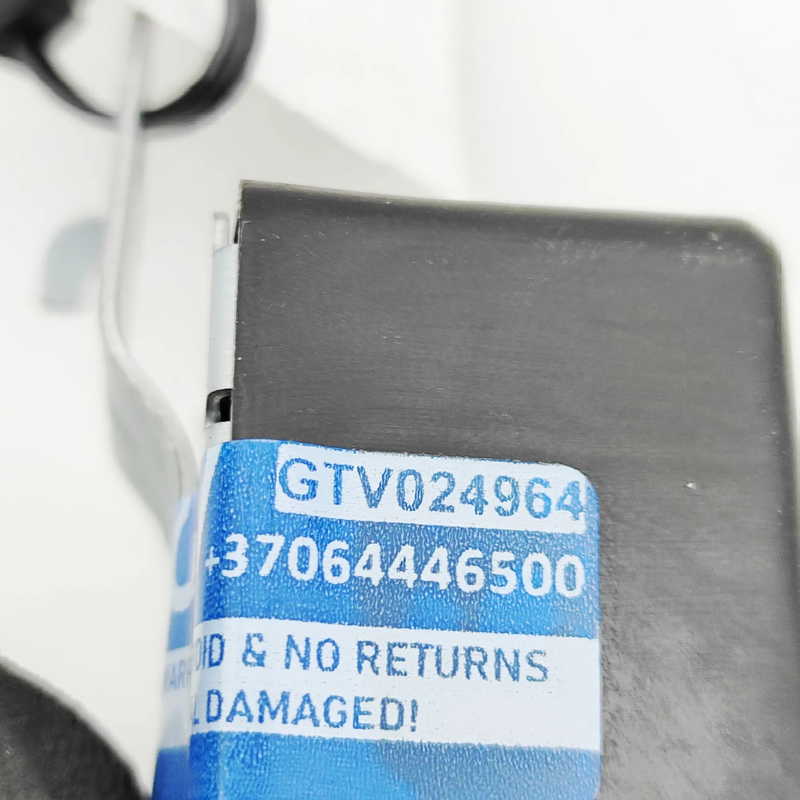 GTV024964
+37064446500
OID & NO RETURNS
L DAMAGED!